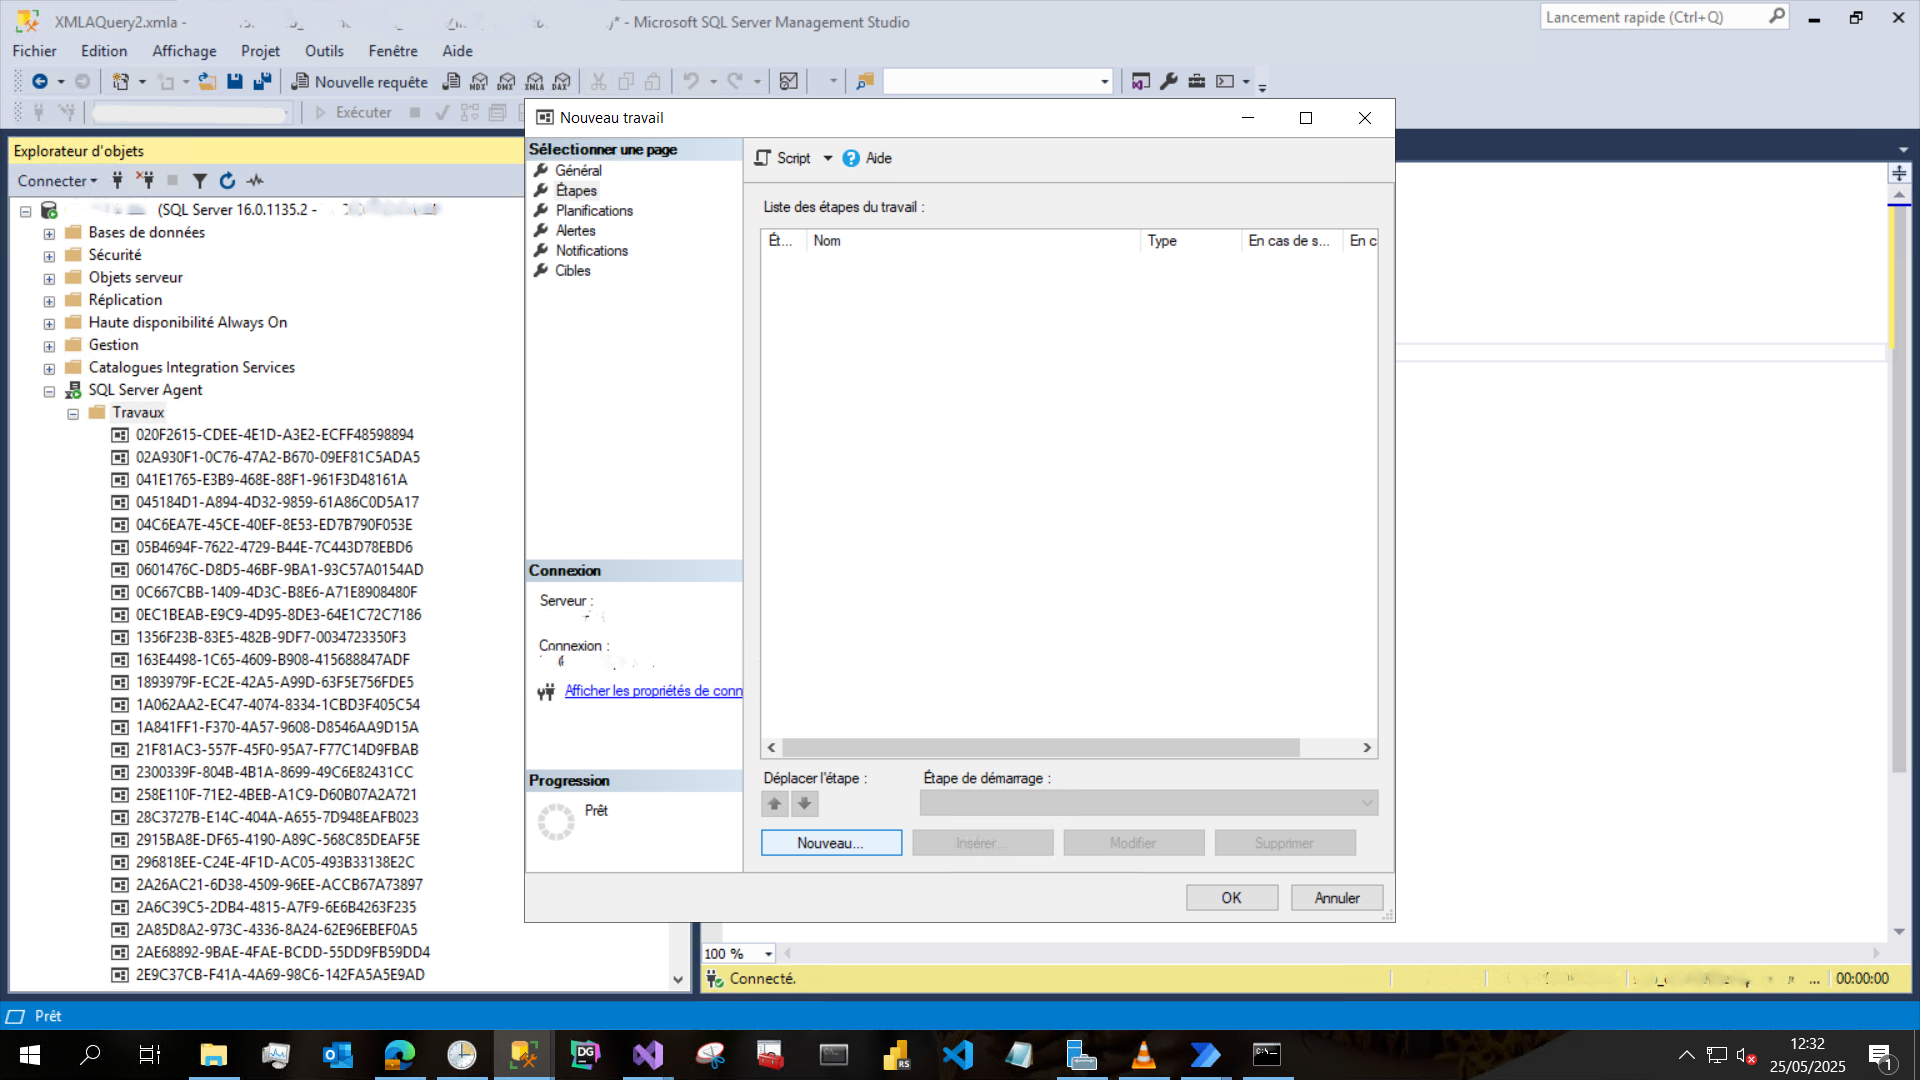 XMLAQuery2.xmla -
)* - Microsoft SQL Server Management Studio
Lancement rapide (Ctrl+Q)
Fichier Edition Affichage Projet Outils Fenêtre Aide
Nouvelle requête MDX DMX XMLA DAX
Exécuter
Explorateur d'objets
Connecter
(SQL Server 16.0.1135.2 -
Bases de données
Sécurité
Objets serveur
Réplication
Haute disponibilité Always On
Gestion
Catalogues Integration Services
SQL Server Agent
Travaux
020F2615-CDEE-4E1D-A3E2-ECFF48598894
02A930F1-0C76-47A2-B670-09EF81C5ADA5
041E1765-E3B9-468E-88F1-961F3D48161A
045184D1-A894-4D32-9859-61A86C0D5A17
04C6EA7E-45CE-40EF-8E53-ED7B790F053E
05B4694F-7622-4729-B44E-7C443D78EBD6
0601476C-D8D5-46BF-9BA1-93C57A0154AD
0C667CBB-1409-4D3C-B8E6-A71E8908480F
0EC1BEAB-E9C9-4D95-8DE3-64E1C72C7186
1356F23B-83E5-482B-9DF7-0034723350F3
163E4498-1C65-4609-B908-415688847ADF
1893979F-EC2E-42A5-A99D-63F5E756FDE5
1A062AA2-EC47-4074-8334-1CBD3F405C54
1A841FF1-F370-4A57-9608-D8546AA9D15A
21F81AC3-557F-45F0-95A7-F77C14D9FBAB
2300339F-804B-4B1A-8699-49C6E82431CC
258E110F-71E2-4BEB-A1C9-D60B07A2A721
28C3727B-E14C-404A-A655-7D948EAFB023
2915BA8E-DF65-4190-A89C-568C85DEAF5E
296818EE-C24E-4F1D-AC05-493B33138E2C
2A26AC21-6D38-4509-96EE-ACCB67A73897
2A6C39C5-2DB4-4815-A7F9-6E6B4263F235
2A85D8A2-973C-4336-8A24-62E96EBEF0A5
2AE68892-9BAE-4FAE-BCDD-55DD9FB59DD4
2E9C37CB-F41A-4A69-98C6-142FA5A5E9AD
Nouveau travail
Sélectionner une page
Général
Étapes
Planifications
Alertes
Notifications
Cibles
Connexion
Serveur :
Connexion :
Afficher les propriétés de conn
Progression
Prêt
Script Aide
Liste des étapes du travail :
Ét... Nom Type En cas de s... En c
Déplacer l'étape : Étape de démarrage :
Nouveau... Insérer... Modifier Supprimer
OK Annuler
100 %
Connecté.
... 00:00:00
Prêt
DG
RS
12:32
25/05/2025
1